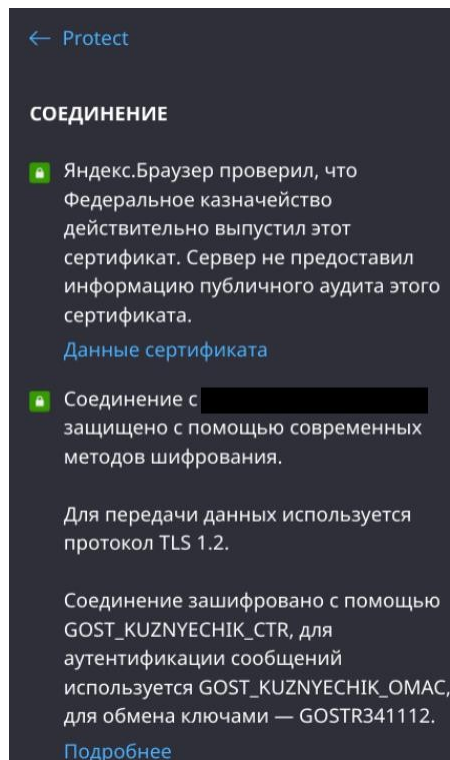 ← Protect
СОЕДИНЕНИЕ
Яндекс.Браузер проверил, что
Федеральное казначейство
действительно выпустил этот
сертификат. Сервер не предоставил
информацию публичного аудита этого
сертификата.
Данные сертификата
Соединение с
защищено с помощью современных
методов шифрования.
Для передачи данных используется
протокол TLS 1.2.
Соединение зашифровано с помощью
GOST_KUZNYECHIK_CTR, для
аутентификации сообщений
используется GOST_KUZNYECHIK_OMAC,
для обмена ключами — GOSTR341112.
Подробнее